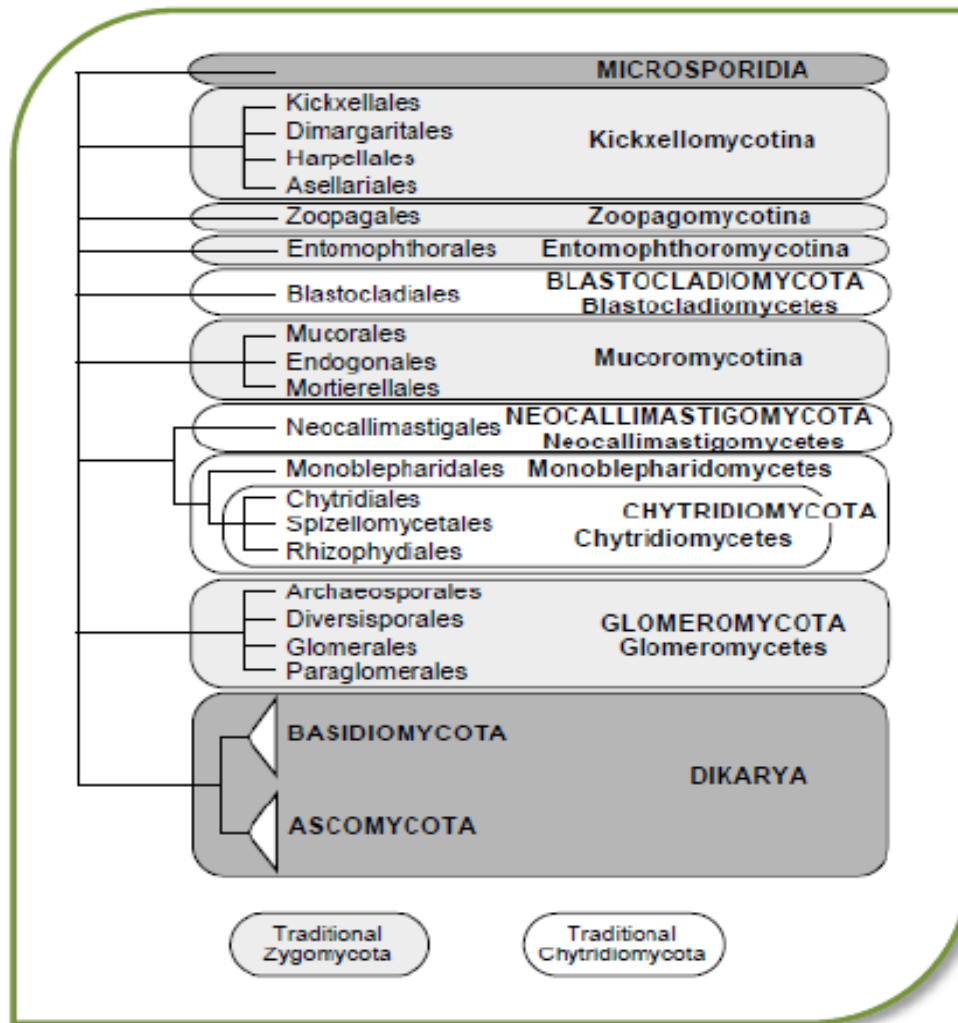 MICROSPORIDIA
Kickxellales
Dimargaritales
Harpellales
Asellariales
Kickxellomycotina
Zoopagales
Zoopagomycotina
Entomophthorales
Entomophthoromycotina
Blastocladiales
BLASTOCLADIOMYCOTA
Blastocladiomycetes
Mucorales
Endogonales
Mortierellales
Mucoromycotina
Neocallimastigales
NEOCALLIMASTIGOMYCOTA
Neocallimastigomycetes
Monoblepharidales
Monoblepharidomycetes
Chytridiales
Spizellomycetales
Rhizophydiales
CHYTRIDIOMYCOTA
Chytridiomycetes
Archaeosporales
Diversisporales
Glomerales
Paraglomerales
GLOMEROMYCOTA
Glomeromycetes
BASIDIOMYCOTA
ASCOMYCOTA
DIKARYA
Traditional
Zygomycota
Traditional
Chytridiomycota